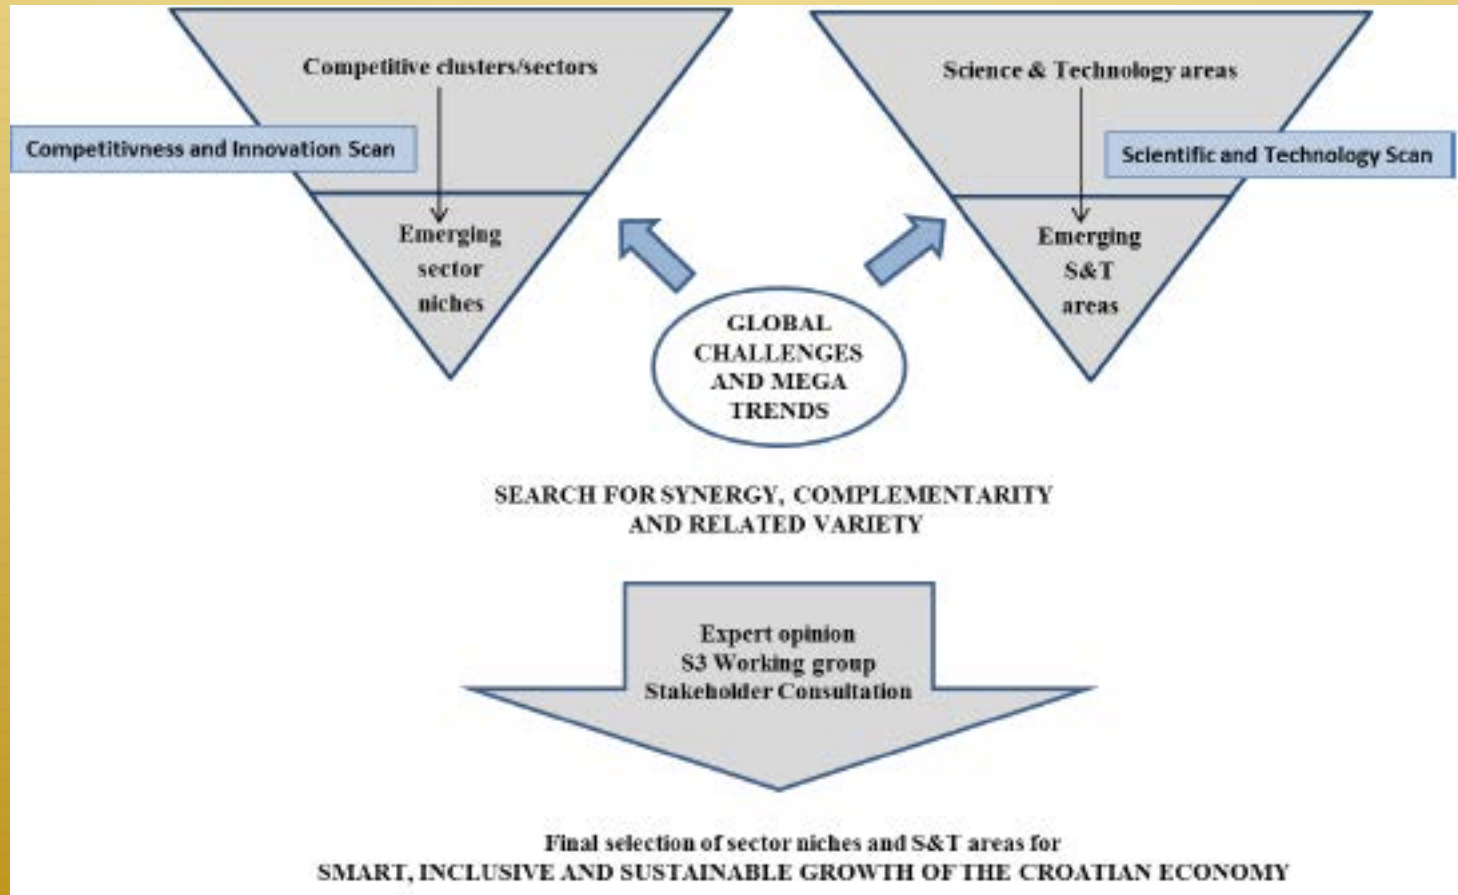 Competitive clusters/sectors
Competitivness and Innovation Scan
Emerging
sector
niches
Science & Technology areas
Scientific and Technology Scan
Emerging
S&T
areas
GLOBAL
CHALLENGES
AND MEGA
TRENDS
SEARCH FOR SYNERGY, COMPLEMENTARITY
AND RELATED VARIETY
Expert opinion
S3 Working group
Stakeholder Consultation
Final selection of sector niches and S&T areas for
SMART, INCLUSIVE AND SUSTAINABLE GROWTH OF THE CROATIAN ECONOMY